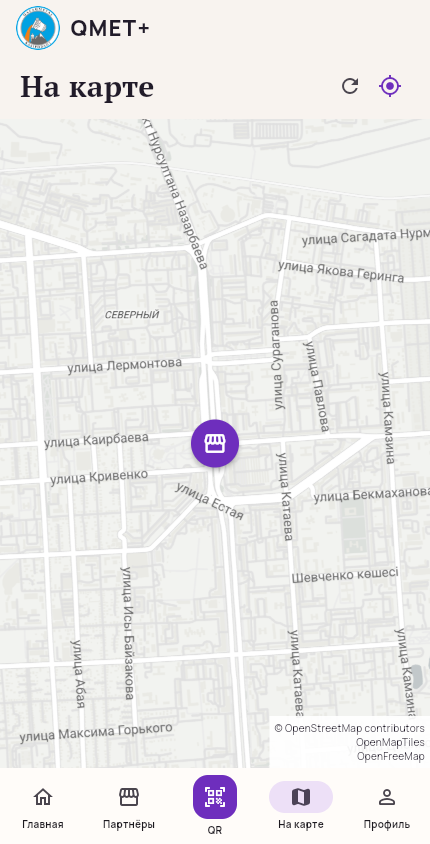 QMET+
На карте
кт Нурсултана Назарбаева
улица Сагадата Нурм
улица Якова Геринга
СЕВЕРНЫЙ
улица Сураганова
улица Лермонтова
улица Павлова
улица Камзина
улица Каирбаева
улица Кривенко
улица Естая
улица Катаева
улица Бекмаханова
улица Исы Байзакова
Шевченко көшесі
улица Абая
улица Катаева
улица Камзина
улица Максима Горького
© OpenStreetMap contributors
OpenMapTiles
OpenFreeMap
Главная
Партнёры
QR
На карте
Профиль